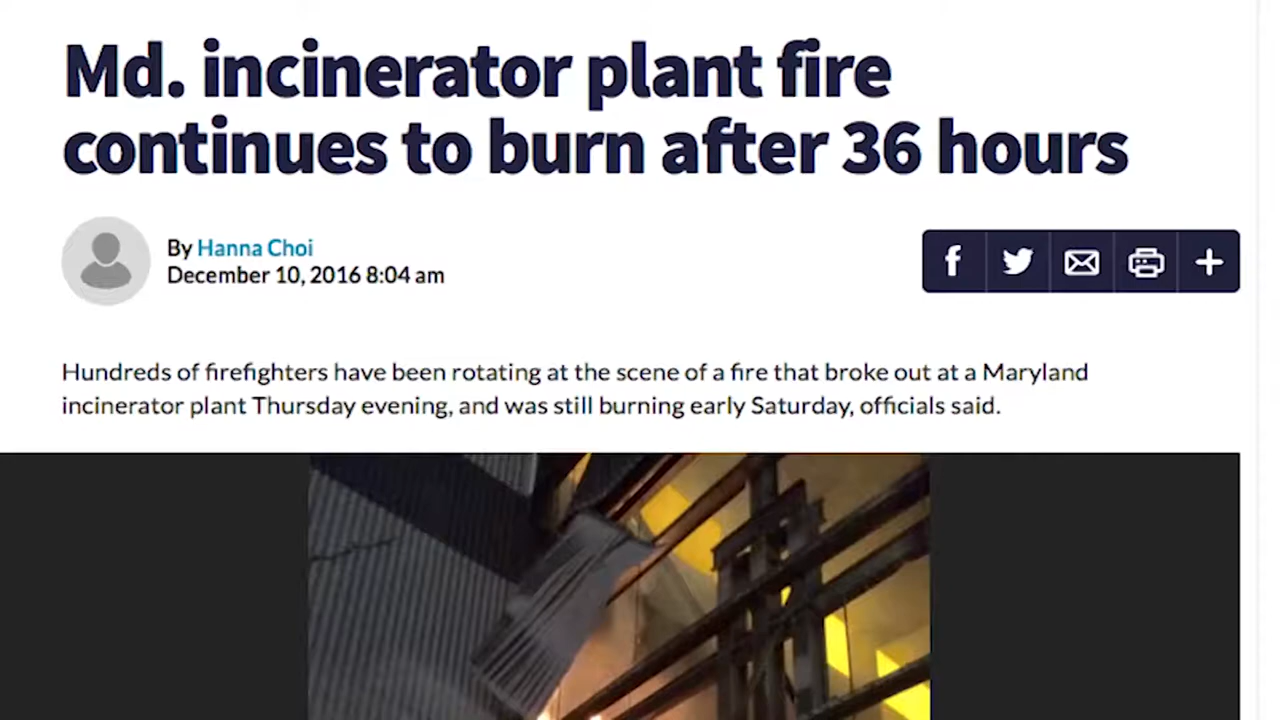 Md. incinerator plant fire
continues to burn after 36 hours
By Hanna Choi
December 10, 2016 8:04 am
Hundreds of firefighters have been rotating at the scene of a fire that broke out at a Maryland
incinerator plant Thursday evening, and was still burning early Saturday, officials said.